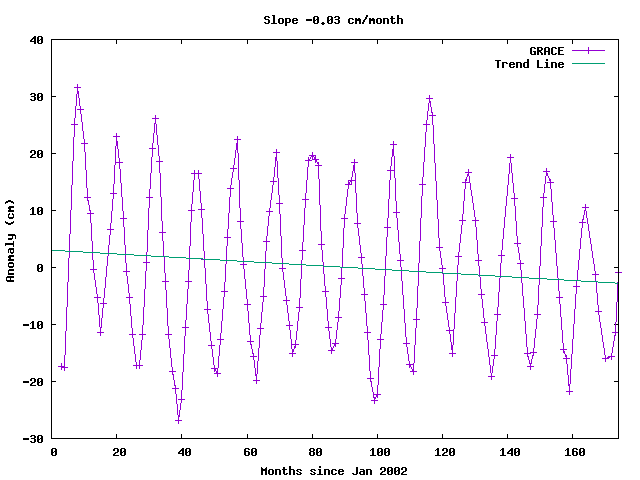 Slope -0.03 cm/month
GRACE
Trend Line
Anomaly (cm)
40
30
20
10
0
-10
-20
-30
0 20 40 60 80 100 120 140 160
Months since Jan 2002